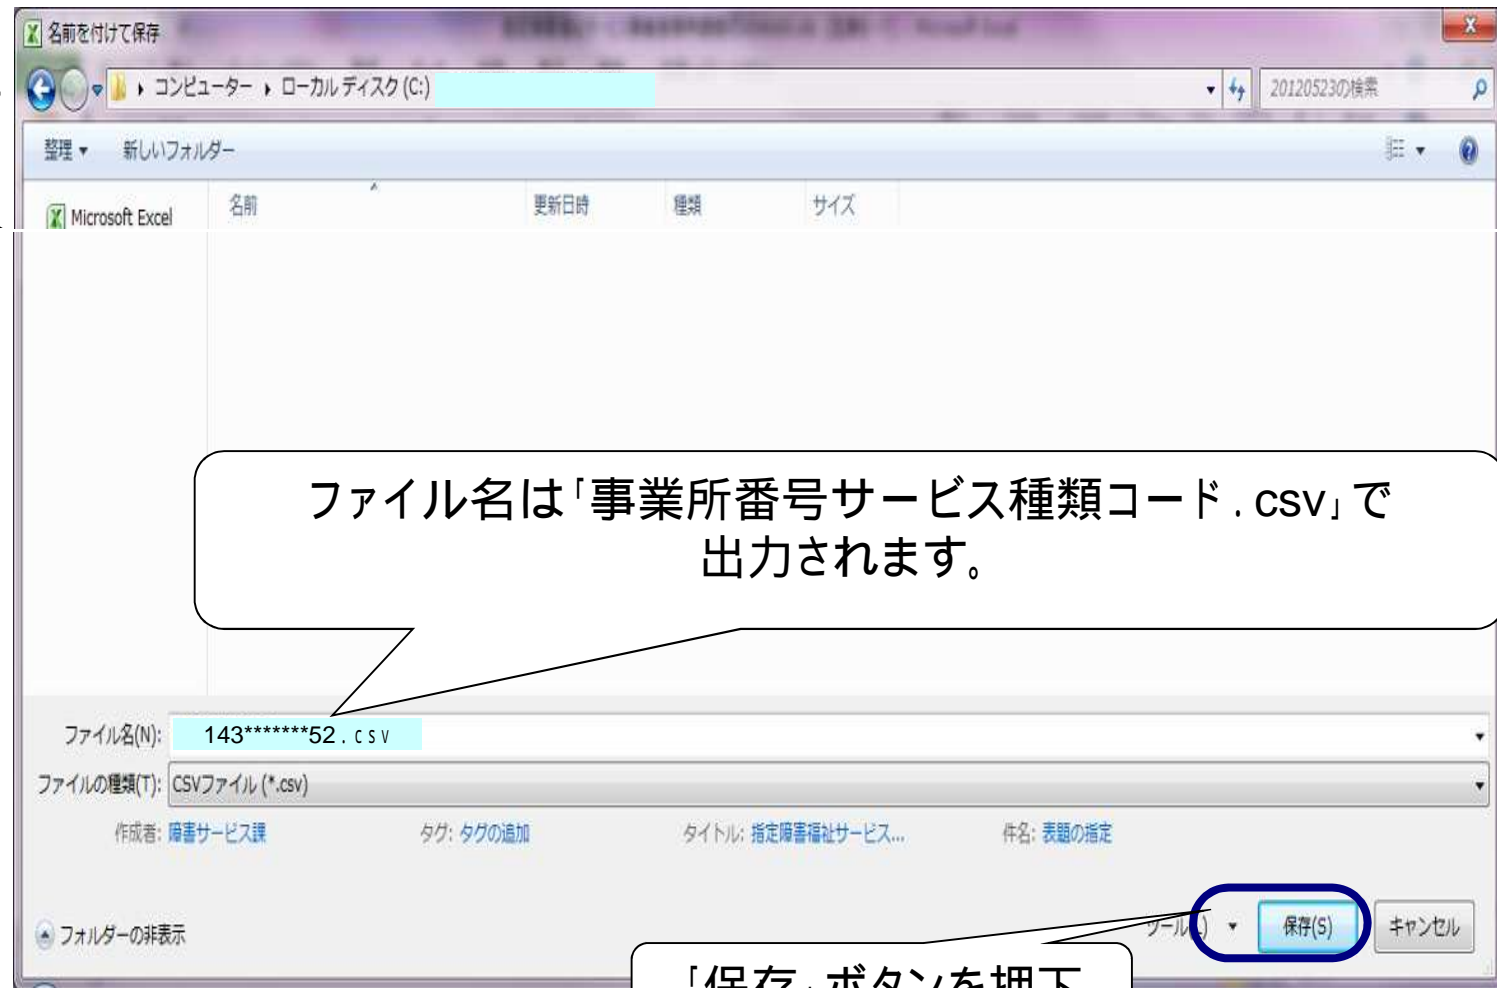 名前を付けて保存
コンピューター ▸ ローカル ディスク (C:)
20120523の検索
整理 ▼ 新しいフォルダー
Microsoft Excel
名前 更新日時 種類 サイズ
ファイル名は「事業所番号サービス種類コード.csv」で
出力されます。
ファイル名(N): 143*******52.csv
ファイルの種類(T): CSVファイル (*.csv)
作成者: 障害サービス課 タグ: タグの追加 タイトル: 指定障害福祉サービス... 件名: 表題の指定
フォルダーの非表示
ツール(L) ▼ 保存(S) キャンセル
「保存」ボタンを押下